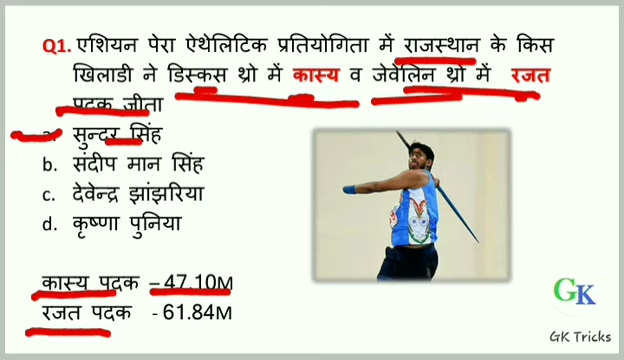 Q1. एशियन पेरा ऐथेलिटिक प्रतियोगिता में राजस्थान के किस
खिलाडी ने डिस्कस थ्रो में कास्य व जेवेलिन थ्रो में रजत
पदक जीता
a. सुन्दर सिंह
b. संदीप मान सिंह
c. देवेन्द्र झांझरिया
d. कृष्णा पुनिया
कास्य पदक – 47.10M
रजत पदक - 61.84M
GK
GK Tricks